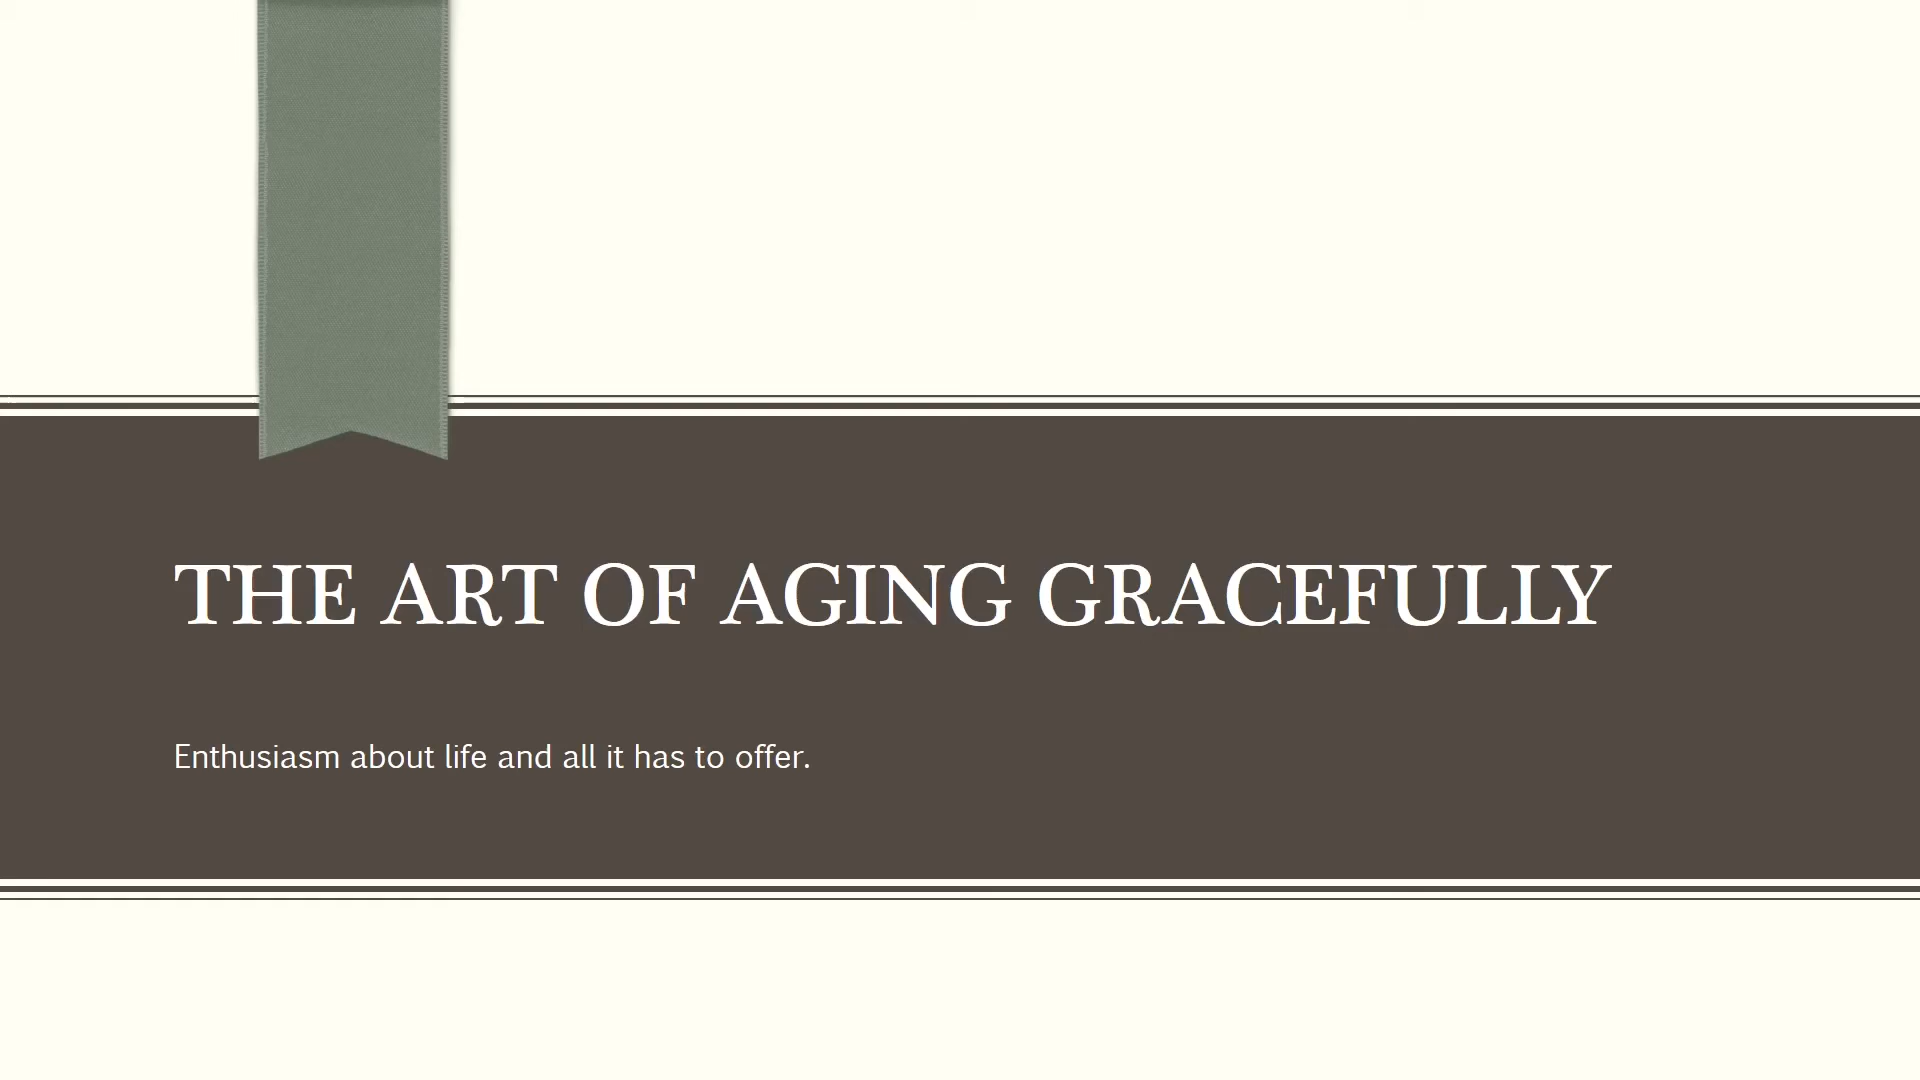 THE ART OF AGING GRACEFULLY
Enthusiasm about life and all it has to offer.